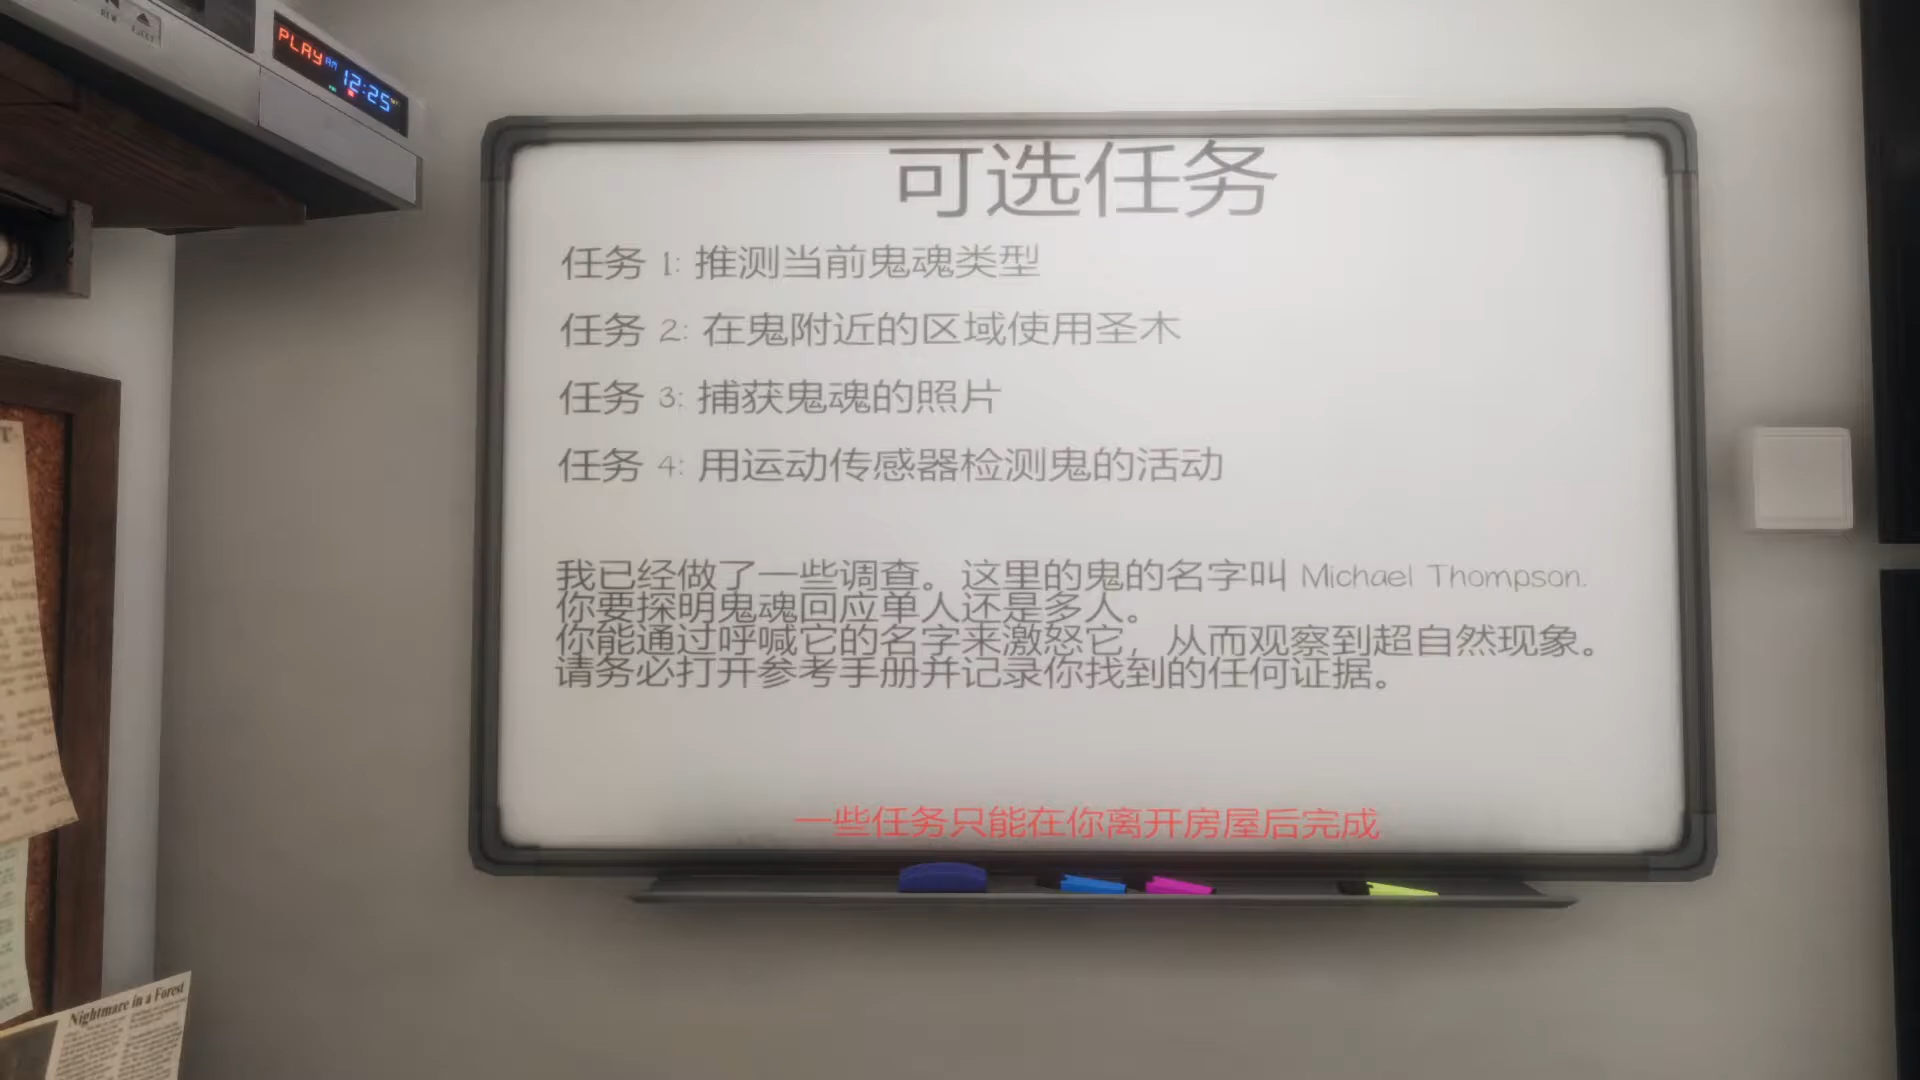 PLAY AM 12:25
EJECT
可选任务
任务 1: 推测当前鬼魂类型
任务 2: 在鬼附近的区域使用圣木
任务 3: 捕获鬼魂的照片
任务 4: 用运动传感器检测鬼的活动
我已经做了一些调查。这里的鬼的名字叫 Michael Thompson.
你要探明鬼魂回应单人还是多人。
你能通过呼喊它的名字来激怒它，从而观察到超自然现象。
请务必打开参考手册并记录你找到的任何证据。
一些任务只能在你离开房屋后完成
Nightmare in a Forest